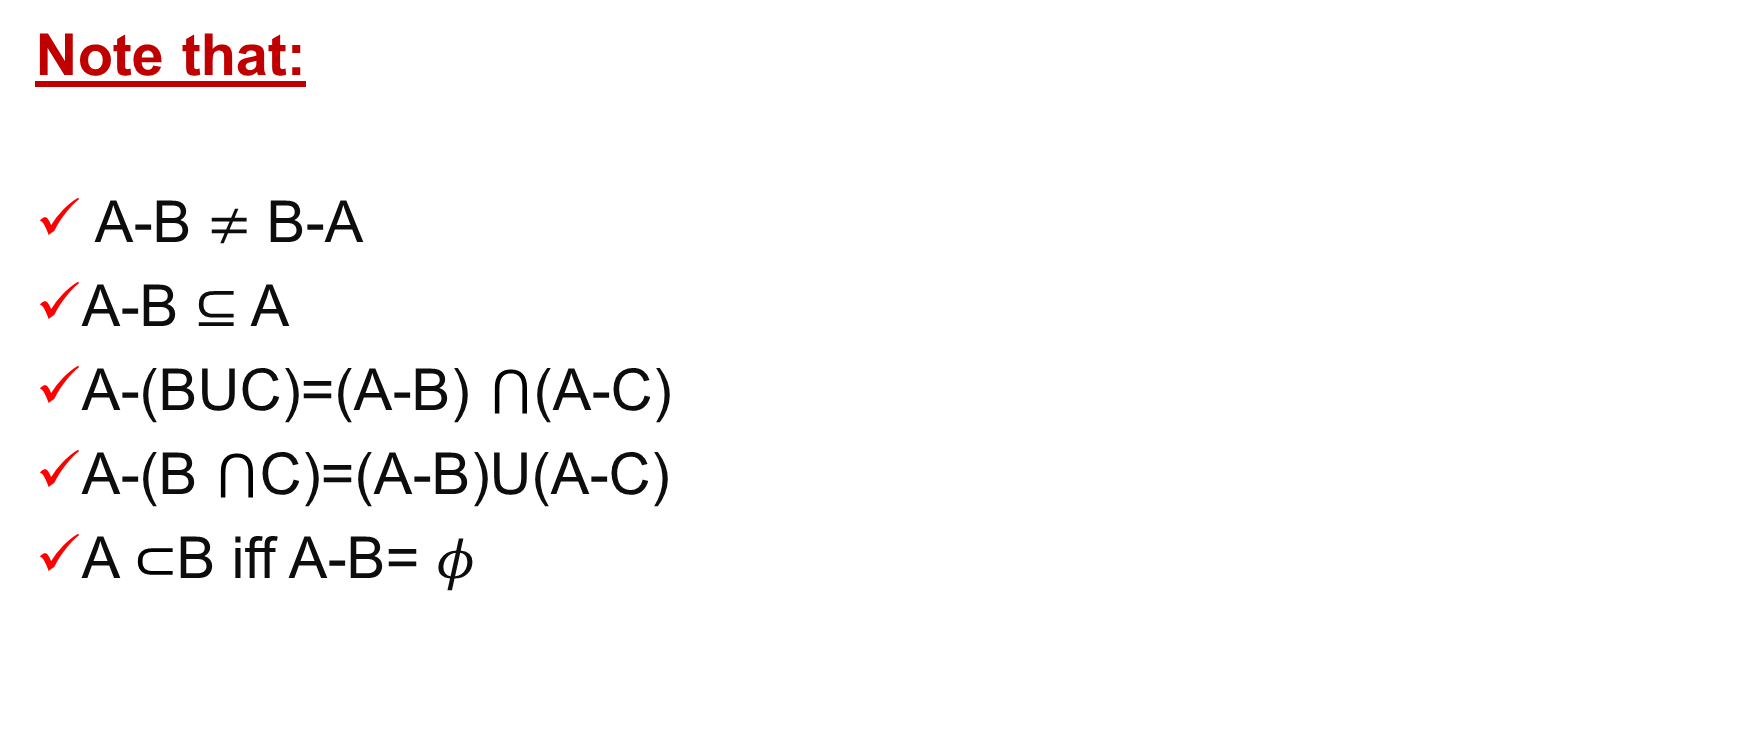 Note that:
✓ A-B ≠ B-A
✓A-B ⊆ A
✓A-(BUC)=(A-B) ∩(A-C)
✓A-(B ∩C)=(A-B)U(A-C)
✓A ⊂B iff A-B= ϕ